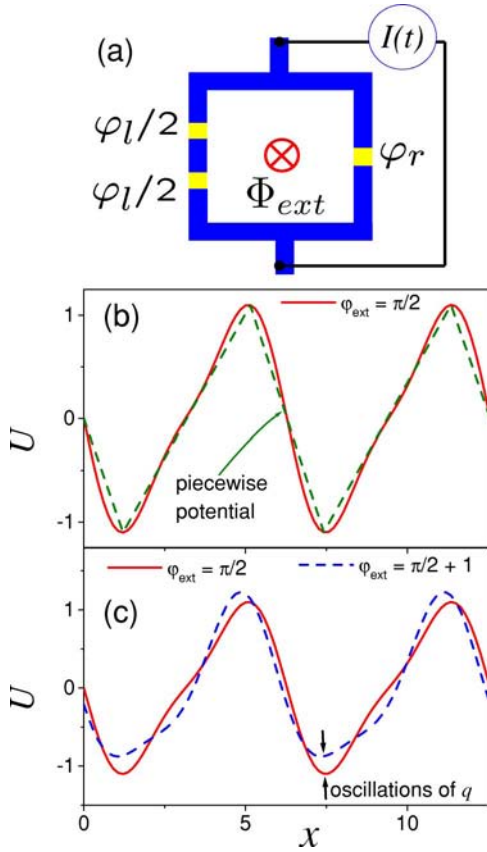 (a)
I(t)
φl/2
φl/2
φr
Φext
(b)
φext = π/2
1
0
-1
U
piecewise
potential
(c)
φext = π/2
φext = π/2 + 1
1
0
-1
U
oscillations of q
0
5
10
x